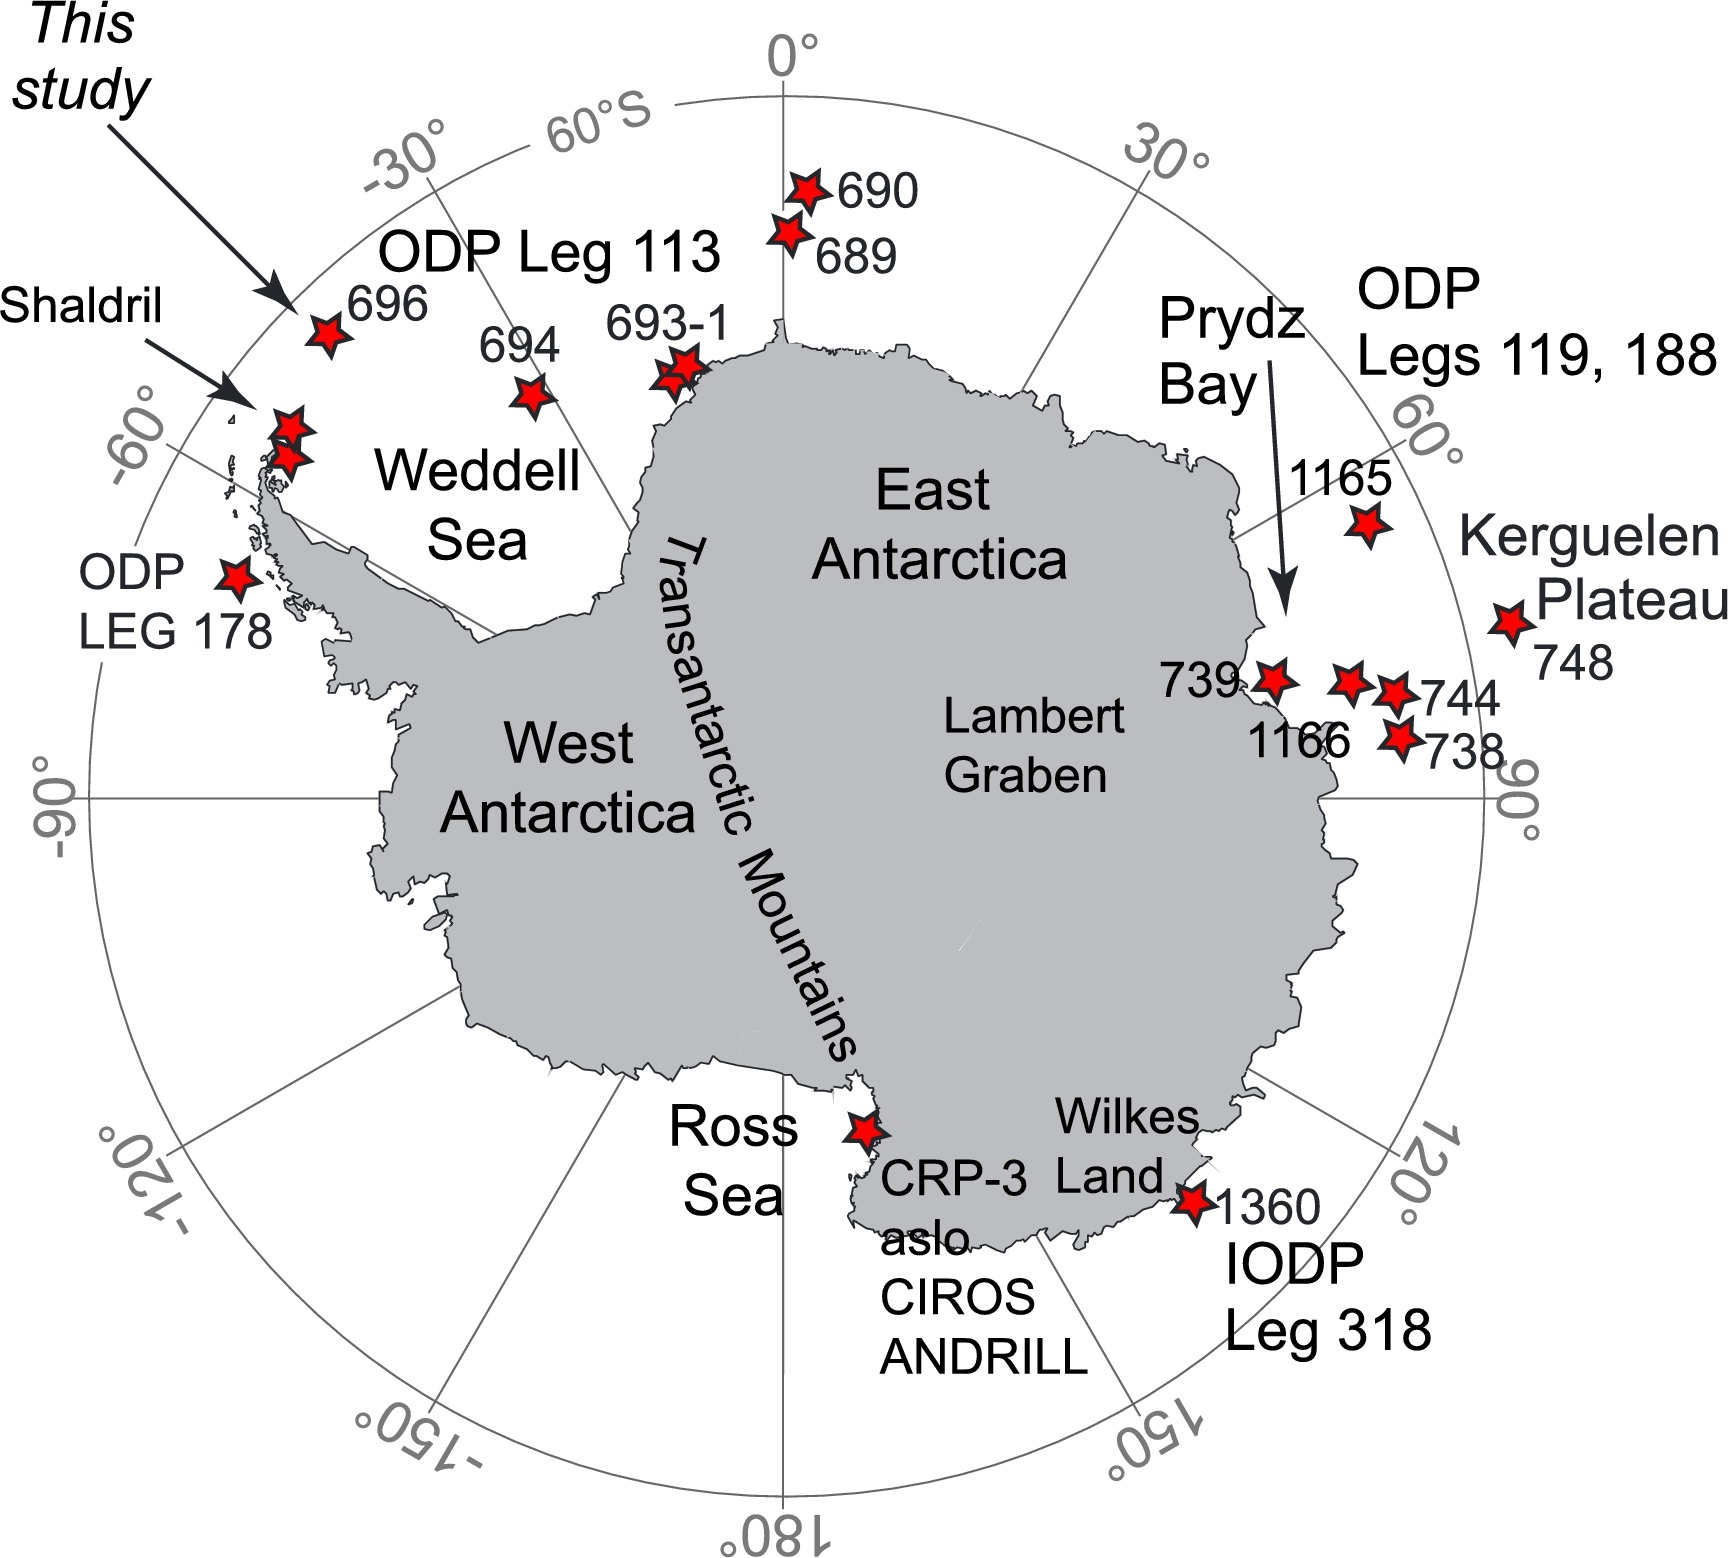 This
study
0°
60°S
-30°
30°
690
689
ODP Leg 113
696
Shaldril
693-1
694
Prydz
Bay
ODP
Legs 119, 188
60°
-60°
1165
Weddell
Sea
East
Antarctica
Kerguelen
Plateau
748
ODP
LEG 178
Transantarctic Mountains
739
744
1166
738
Lambert
Graben
West
Antarctica
-90°
90°
Ross
Sea
Wilkes
Land
CRP-3
aslo
CIROS
ANDRILL
1360
IODP
Leg 318
-120°
120°
-150°
150°
180°